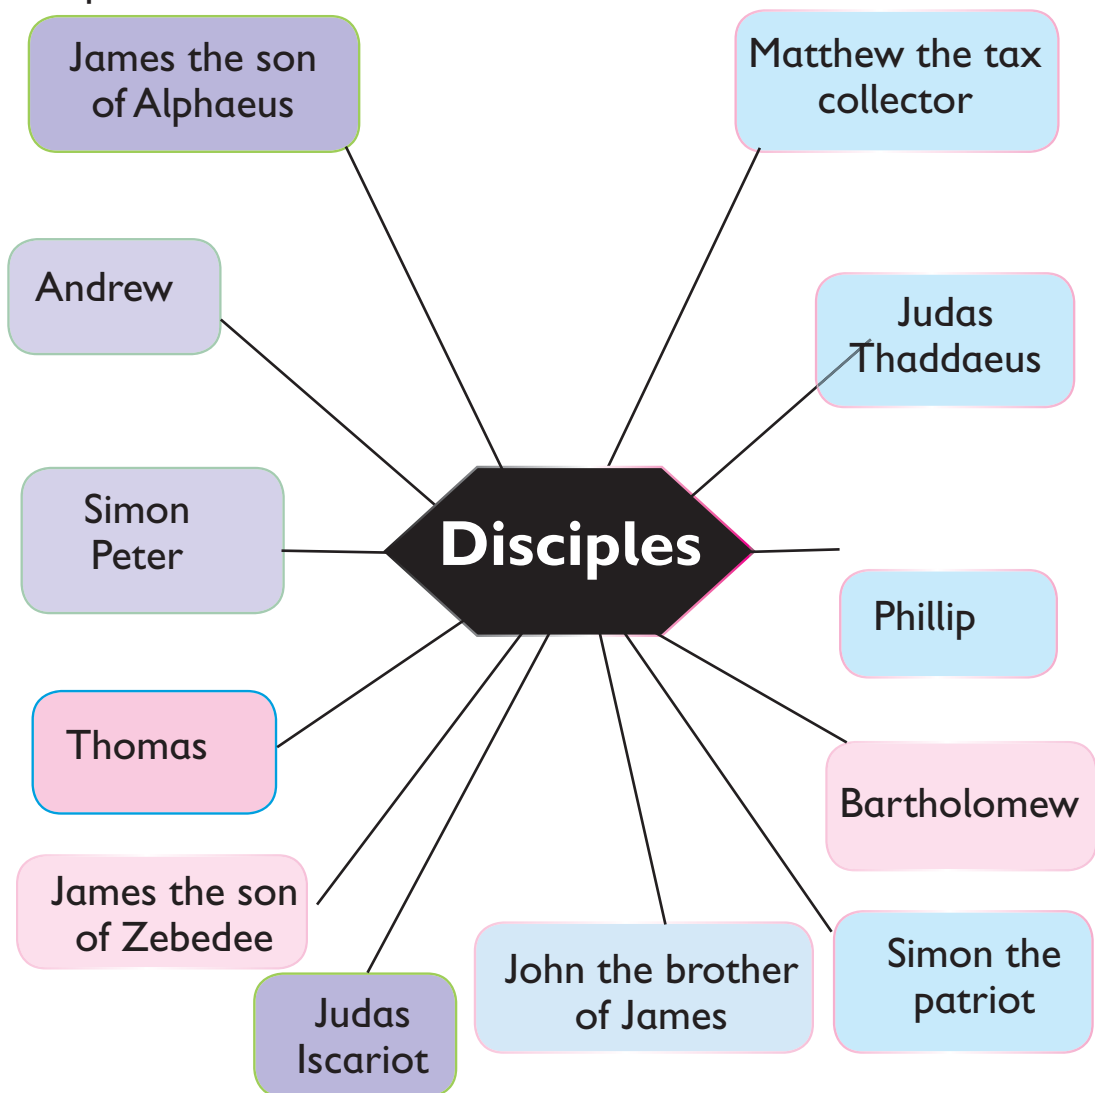 James the son
of Alphaeus
Matthew the tax
collector
Andrew
Judas
Thaddaeus
Simon
Peter
Disciples
Phillip
Thomas
Bartholomew
James the son
of Zebedee
Judas
Iscariot
John the brother
of James
Simon the
patriot